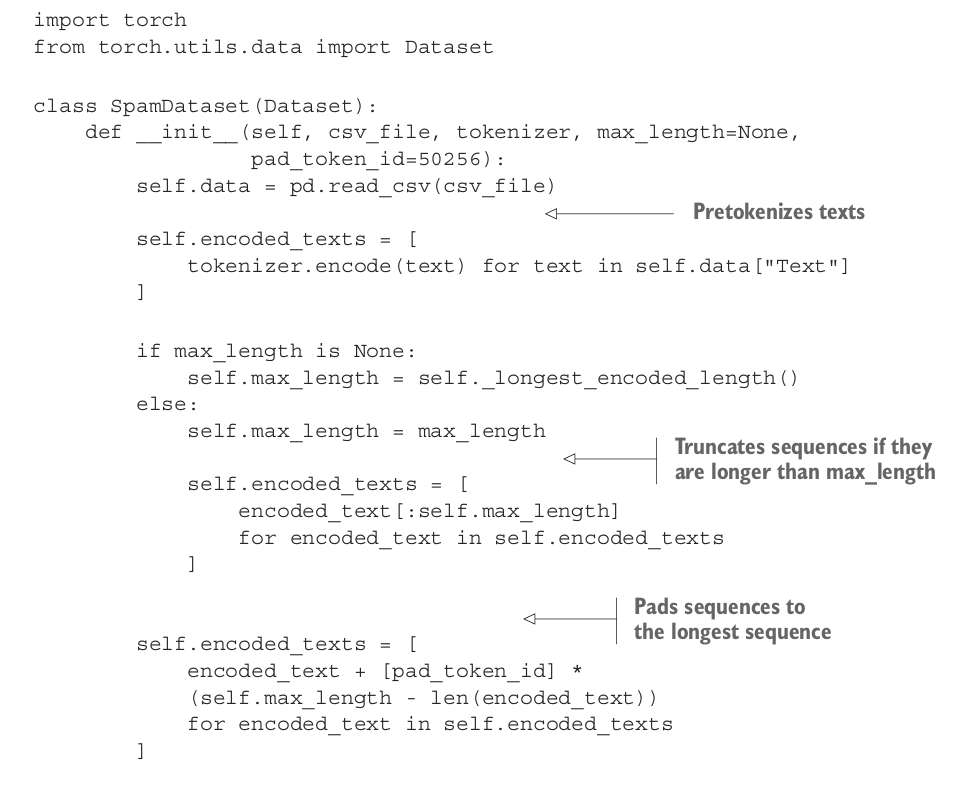 import torch
from torch.utils.data import Dataset
class SpamDataset(Dataset):
    def __init__(self, csv_file, tokenizer, max_length=None,
                 pad_token_id=50256):
        self.data = pd.read_csv(csv_file)
Pretokenizes texts
        self.encoded_texts = [
            tokenizer.encode(text) for text in self.data["Text"]
        ]
        if max_length is None:
            self.max_length = self._longest_encoded_length()
        else:
            self.max_length = max_length
Truncates sequences if they
are longer than max_length
            self.encoded_texts = [
                encoded_text[:self.max_length]
                for encoded_text in self.encoded_texts
            ]
Pads sequences to
the longest sequence
        self.encoded_texts = [
            encoded_text + [pad_token_id] *
            (self.max_length - len(encoded_text))
            for encoded_text in self.encoded_texts
        ]